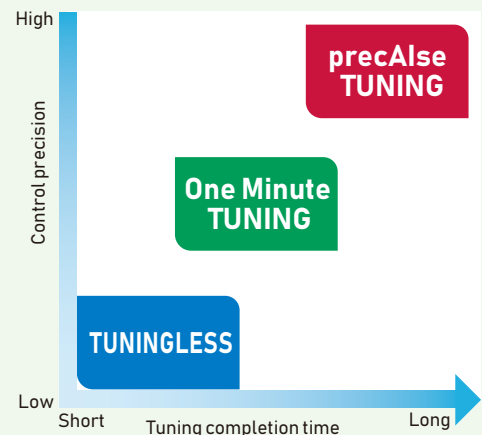 High
precAIse
TUNING
Control precision
One Minute
TUNING
TUNINGLESS
Low
Short
Tuning completion time
Long